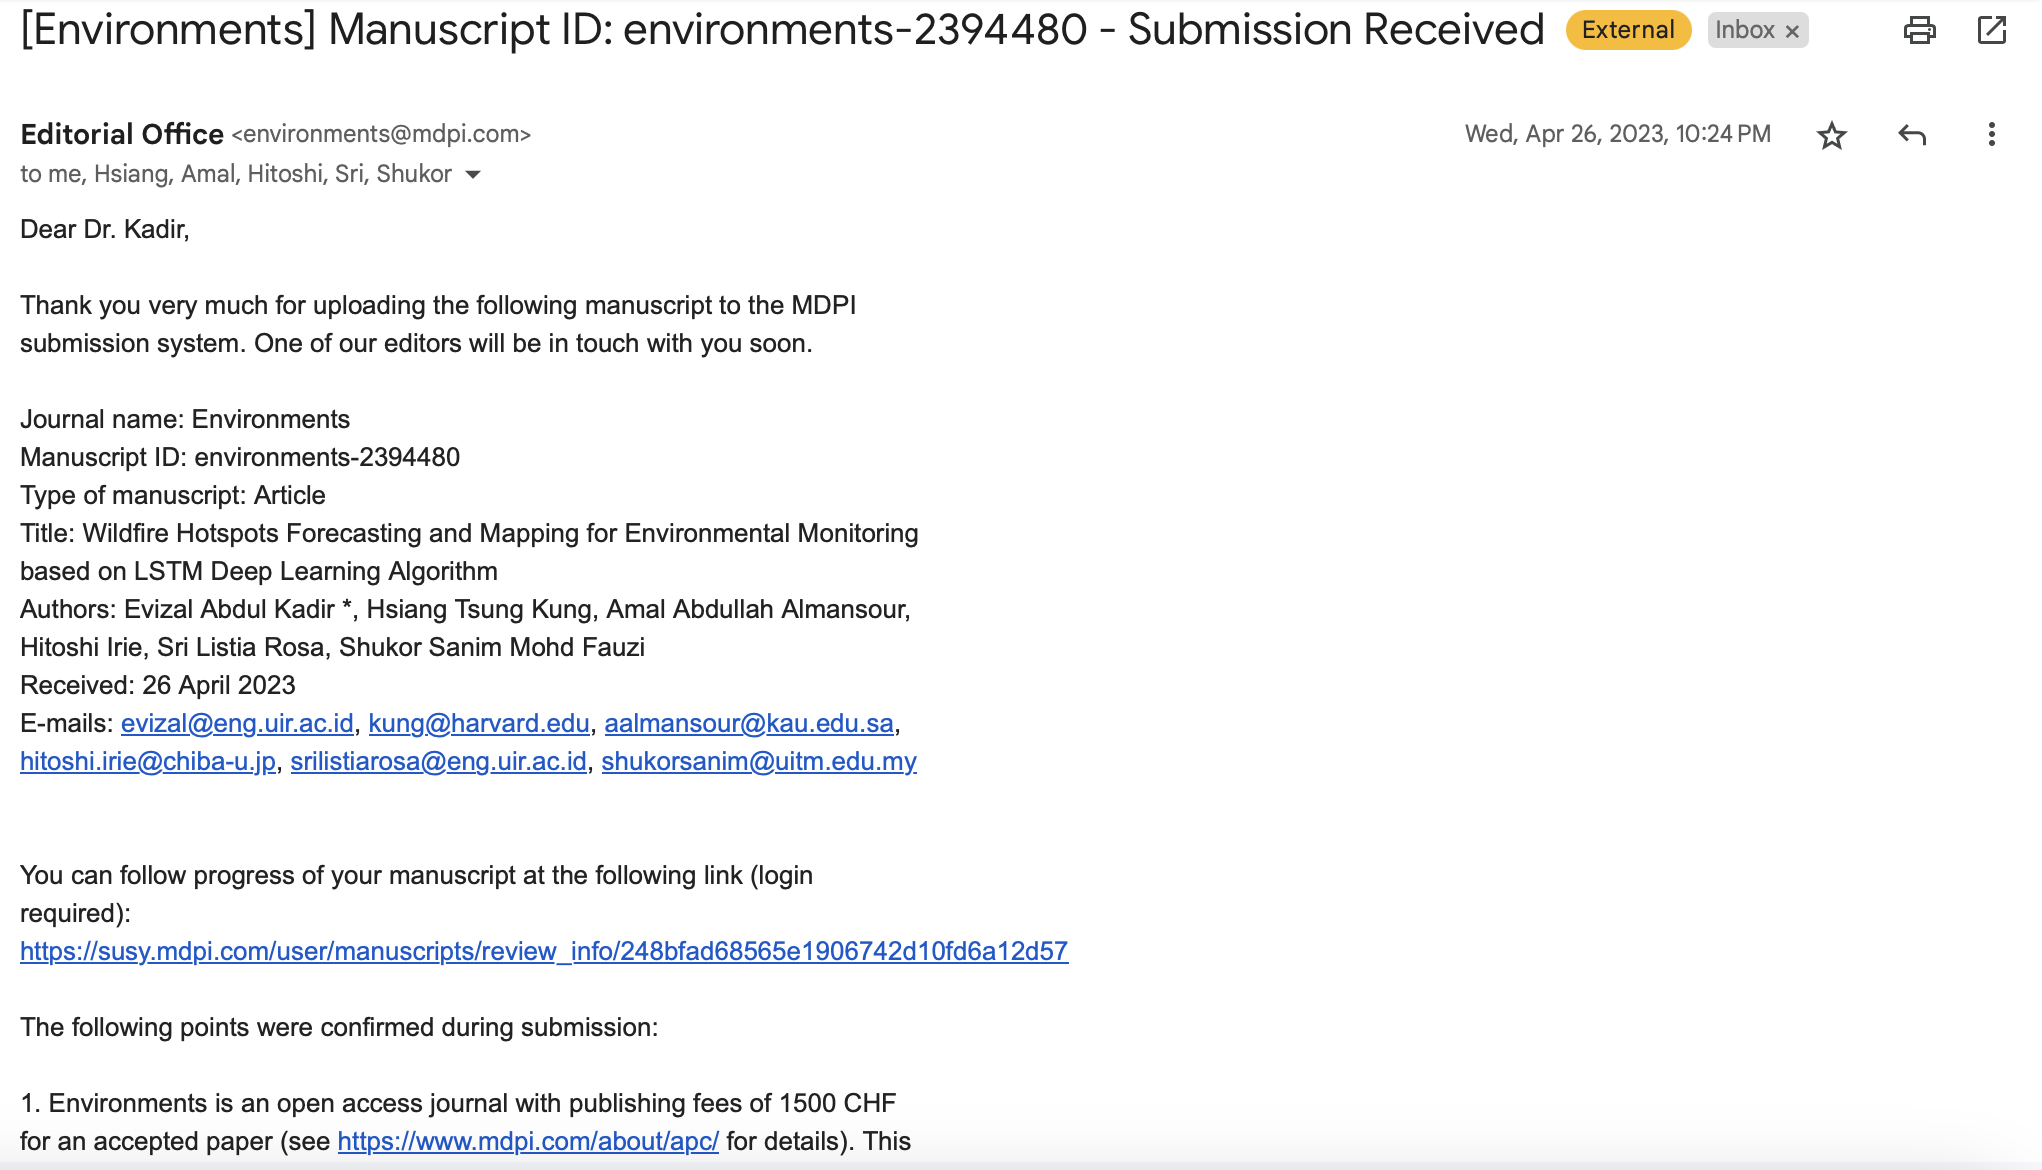 [Environments] Manuscript ID: environments-2394480 - Submission Received External Inbox ×
Editorial Office <environments@mdpi.com> Wed, Apr 26, 2023, 10:24 PM
to me, Hsiang, Amal, Hitoshi, Sri, Shukor
Dear Dr. Kadir,
Thank you very much for uploading the following manuscript to the MDPI
submission system. One of our editors will be in touch with you soon.
Journal name: Environments
Manuscript ID: environments-2394480
Type of manuscript: Article
Title: Wildfire Hotspots Forecasting and Mapping for Environmental Monitoring
based on LSTM Deep Learning Algorithm
Authors: Evizal Abdul Kadir *, Hsiang Tsung Kung, Amal Abdullah Almansour,
Hitoshi Irie, Sri Listia Rosa, Shukor Sanim Mohd Fauzi
Received: 26 April 2023
E-mails: evizal@eng.uir.ac.id, kung@harvard.edu, aalmansour@kau.edu.sa,
hitoshi.irie@chiba-u.jp, srilistiarosa@eng.uir.ac.id, shukorsanim@uitm.edu.my
You can follow progress of your manuscript at the following link (login
required):
https://susy.mdpi.com/user/manuscripts/review_info/248bfad68565e1906742d10fd6a12d57
The following points were confirmed during submission:
1. Environments is an open access journal with publishing fees of 1500 CHF
for an accepted paper (see https://www.mdpi.com/about/apc/ for details). This